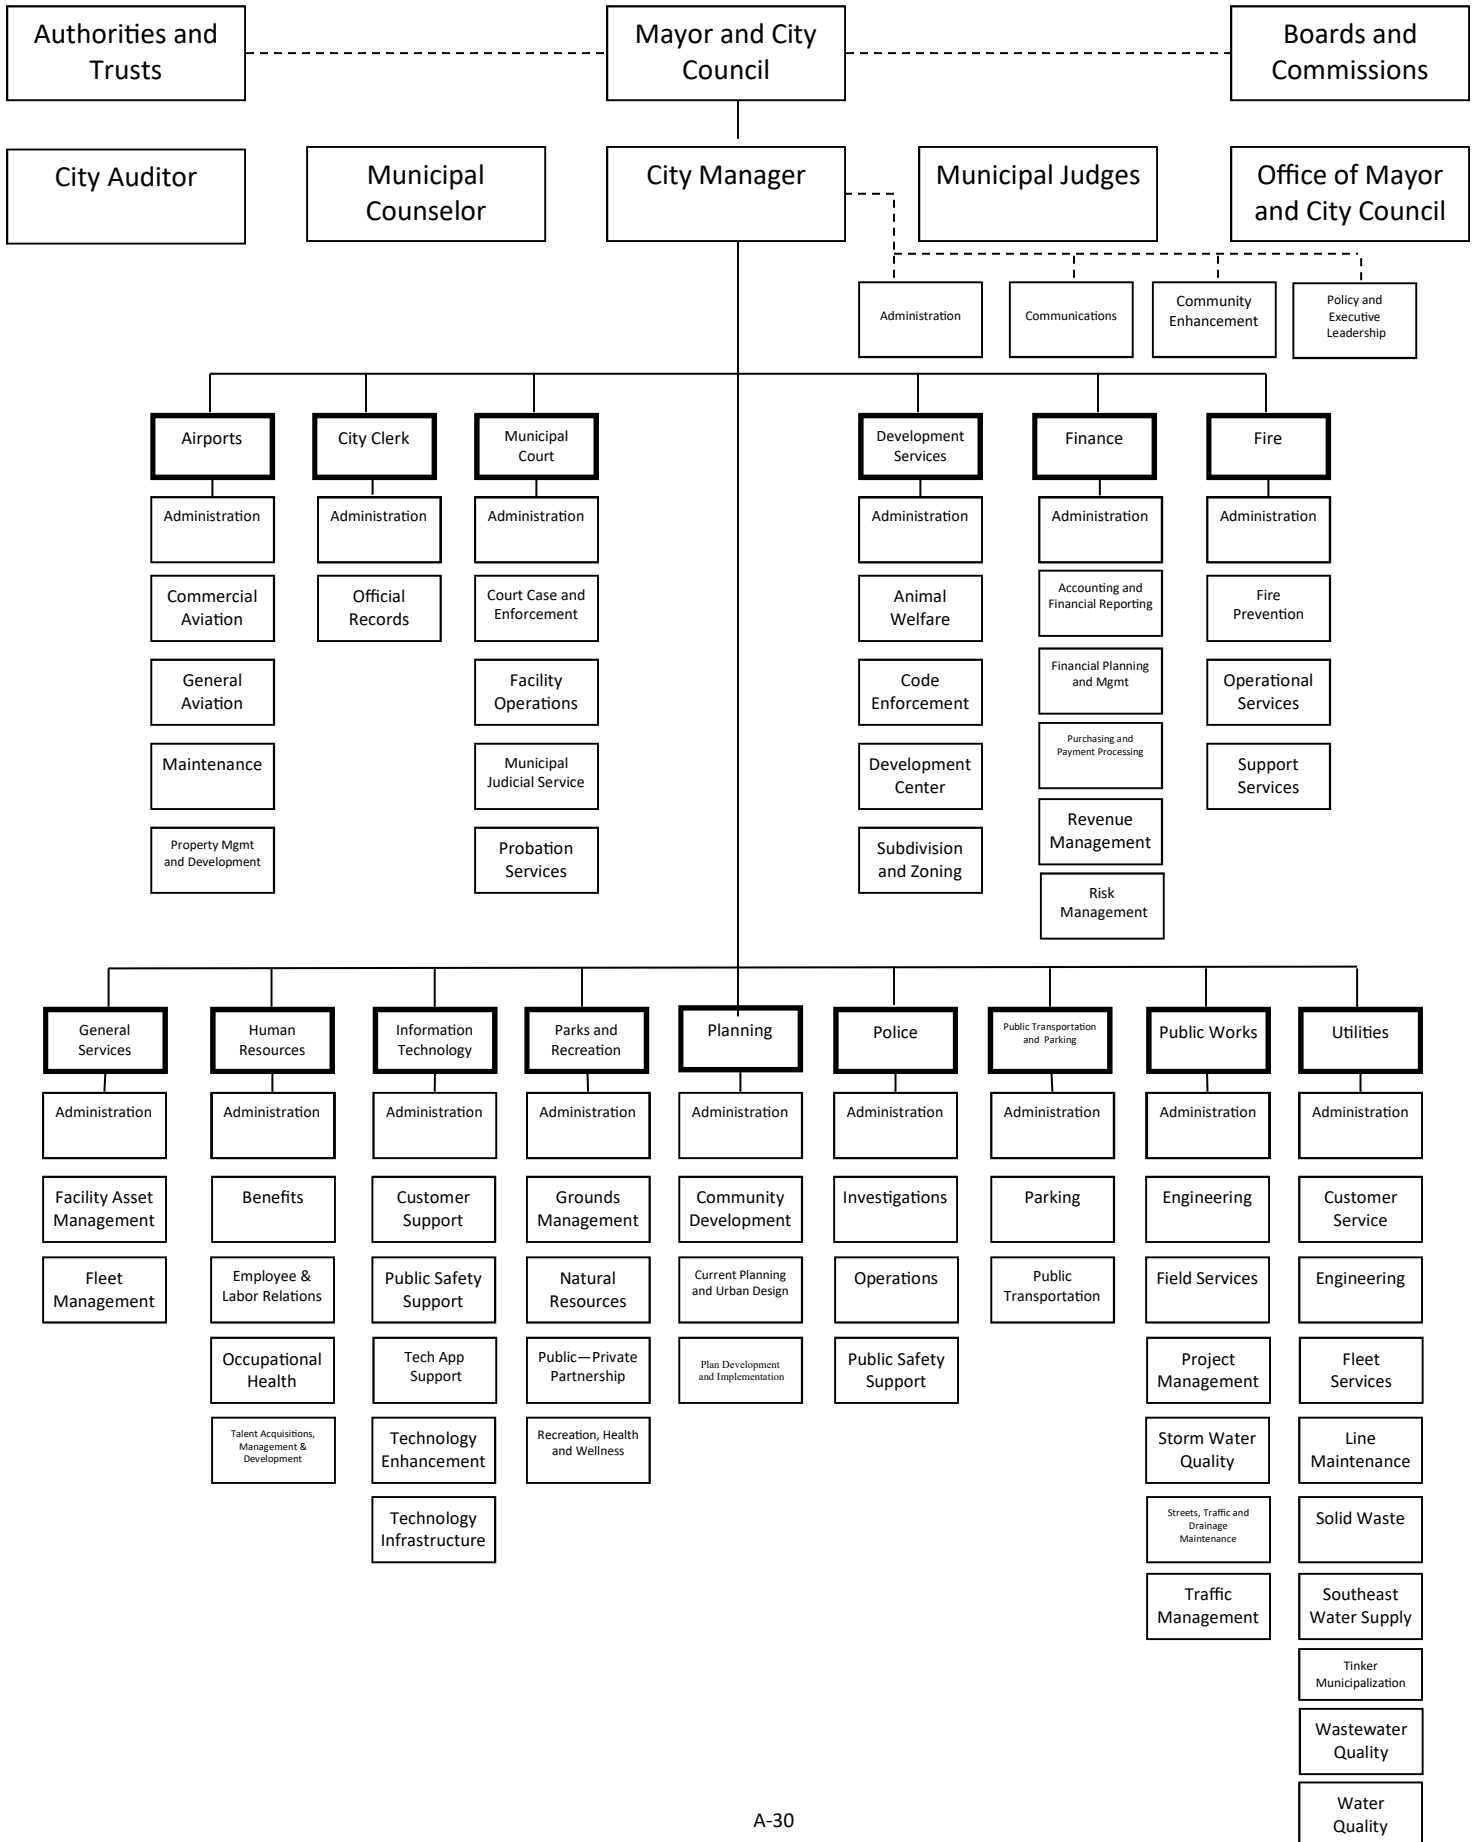 Authorities and
Trusts
Mayor and City
Council
Boards and
Commissions
City Auditor
Municipal
Counselor
City Manager
Municipal Judges
Office of Mayor
and City Council
Administration
Communications
Community
Enhancement
Policy and
Executive
Leadership
Airports
City Clerk
Municipal
Court
Development
Services
Finance
Fire
Administration
Administration
Administration
Administration
Administration
Administration
Commercial
Aviation
Official
Records
Court Case and
Enforcement
Animal
Welfare
Accounting and
Financial Reporting
Fire
Prevention
General
Aviation
Facility
Operations
Code
Enforcement
Financial Planning
and Mgmt
Operational
Services
Maintenance
Municipal
Judicial Service
Development
Center
Purchasing and
Payment Processing
Support
Services
Property Mgmt
and Development
Probation
Services
Subdivision
and Zoning
Revenue
Management
Risk
Management
General
Services
Human
Resources
Information
Technology
Parks and
Recreation
Planning
Police
Public Transportation
and Parking
Public Works
Utilities
Administration
Administration
Administration
Administration
Administration
Administration
Administration
Administration
Administration
Facility Asset
Management
Benefits
Customer
Support
Grounds
Management
Community
Development
Investigations
Parking
Engineering
Customer
Service
Fleet
Management
Employee &
Labor Relations
Public Safety
Support
Natural
Resources
Current Planning
and Urban Design
Operations
Public
Transportation
Field Services
Engineering
Occupational
Health
Tech App
Support
Public—Private
Partnership
Plan Development
and Implementation
Public Safety
Support
Project
Management
Fleet
Services
Talent Acquisitions,
Management &
Development
Technology
Enhancement
Recreation, Health
and Wellness
Storm Water
Quality
Line
Maintenance
Technology
Infrastructure
Streets, Traffic and
Drainage
Maintenance
Solid Waste
Traffic
Management
Southeast
Water Supply
Tinker
Municipalization
Wastewater
Quality
Water
Quality
A-30